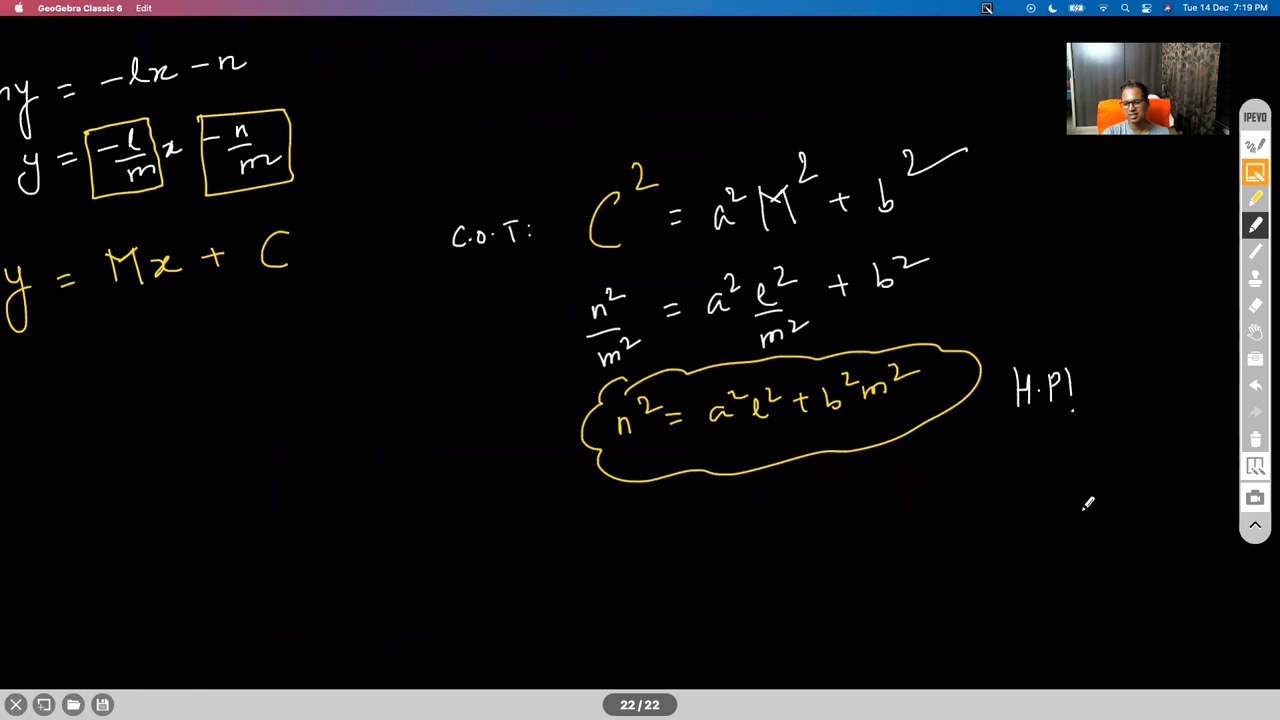 GeoGebra Classic 6 Edit
Tue 14 Dec 7:19 PM
my = -lx - n
y = -l/m x -n/m
y = Mx + C
C.O.T: C² = a²M² + b²
n²/m² = a² l²/m² + b²
n² = a²l² + b²m²
H.P!
IPEVO
22 / 22